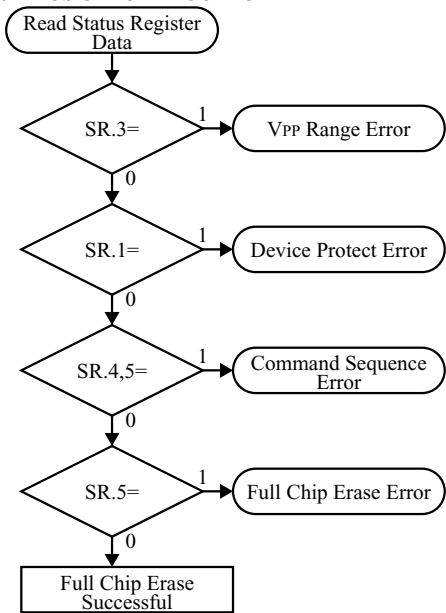 Read Status Register
Data
SR.3=
1
VPP Range Error
0
SR.1=
1
Device Protect Error
0
SR.4,5=
1
Command Sequence
Error
0
SR.5=
1
Full Chip Erase Error
0
Full Chip Erase
Successful